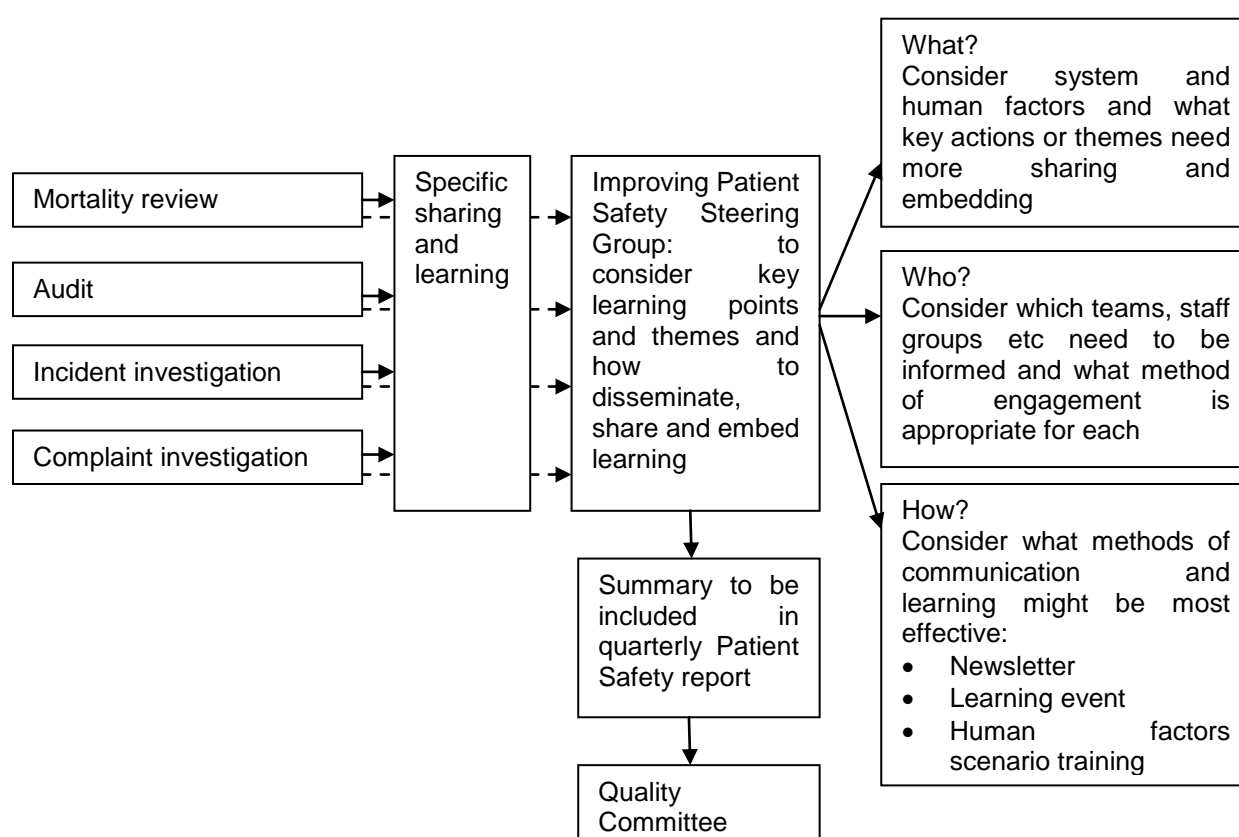 Mortality review
Audit
Incident investigation
Complaint investigation
Specific
sharing
and
learning
Improving Patient
Safety Steering
Group: to
consider key
learning points
and themes and
how to
disseminate,
share and embed
learning
Summary to be
included in
quarterly Patient
Safety report
Quality
Committee
What?
Consider system and
human factors and what
key actions or themes need
more sharing and
embedding
Who?
Consider which teams, staff
groups etc need to be
informed and what method
of engagement is
appropriate for each
How?
Consider what methods of
communication and
learning might be most
effective:
• Newsletter
• Learning event
• Human factors
scenario training